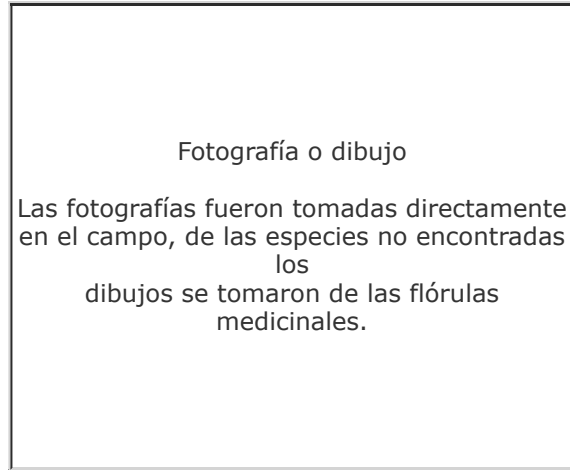 Fotografía o dibujo
Las fotografías fueron tomadas directamente
en el campo, de las especies no encontradas
los
dibujos se tomaron de las flórulas
medicinales.